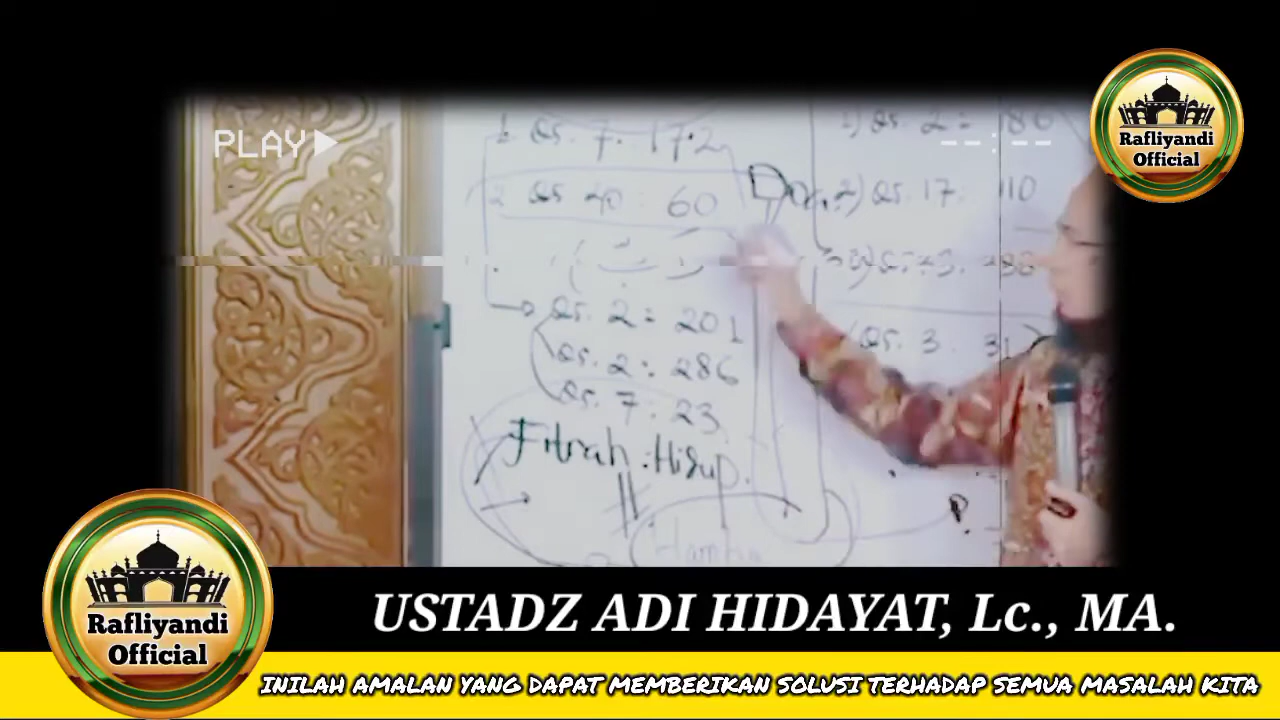 PLAY
Rafliyandi
Official
1. QS. 7: 172
2 QS 40: 60
QS. 2: 201
QS. 2: 286
QS. 7: 23
Fitrah Hidup.
Hamba
Doa
1) QS. 2: 186
2) QS. 17: 110
QS. 3: 31
P.
Rafliyandi
Official
USTADZ ADI HIDAYAT, Lc., MA.
INILAH AMALAN YANG DAPAT MEMBERIKAN SOLUSI TERHADAP SEMUA MASALAH KITA